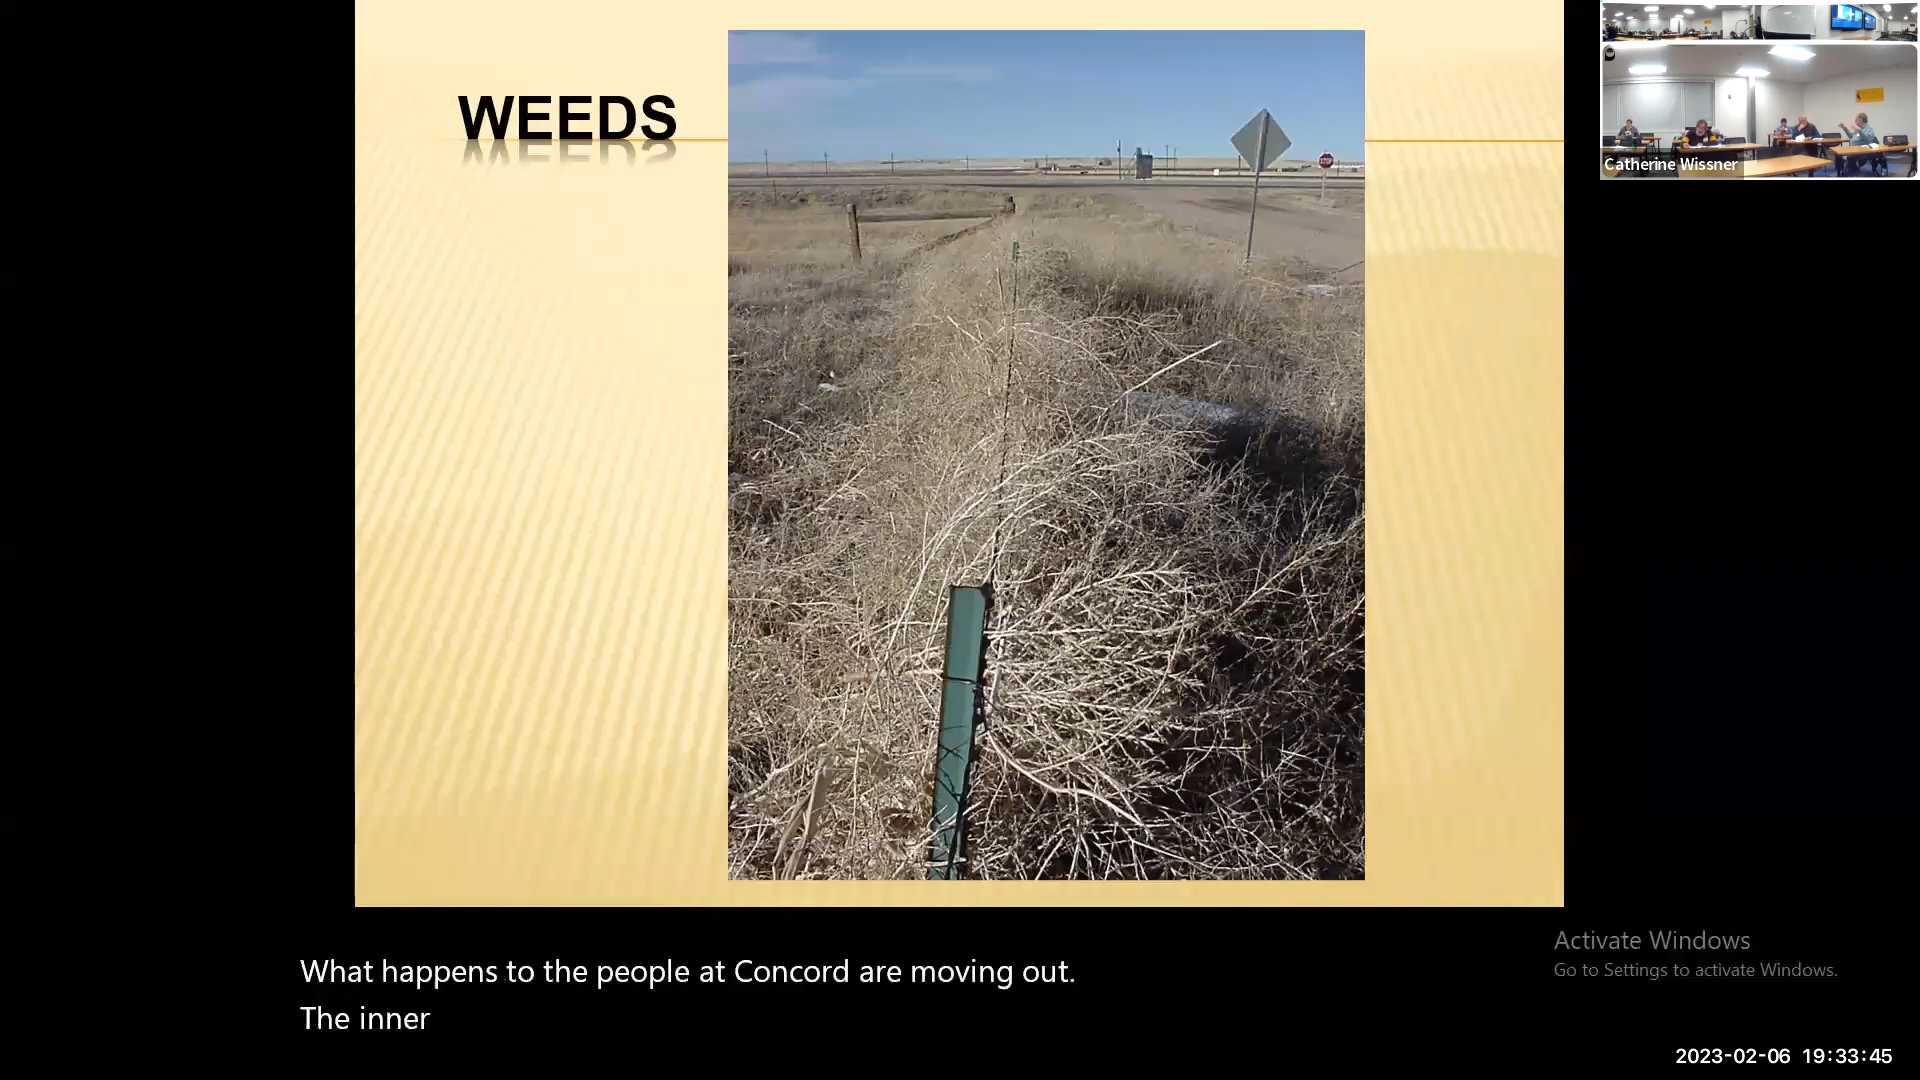 WEEDS
STOP
Catherine Wissner
What happens to the people at Concord are moving out.
The inner
Activate Windows
Go to Settings to activate Windows.
2023-02-06 19:33:45